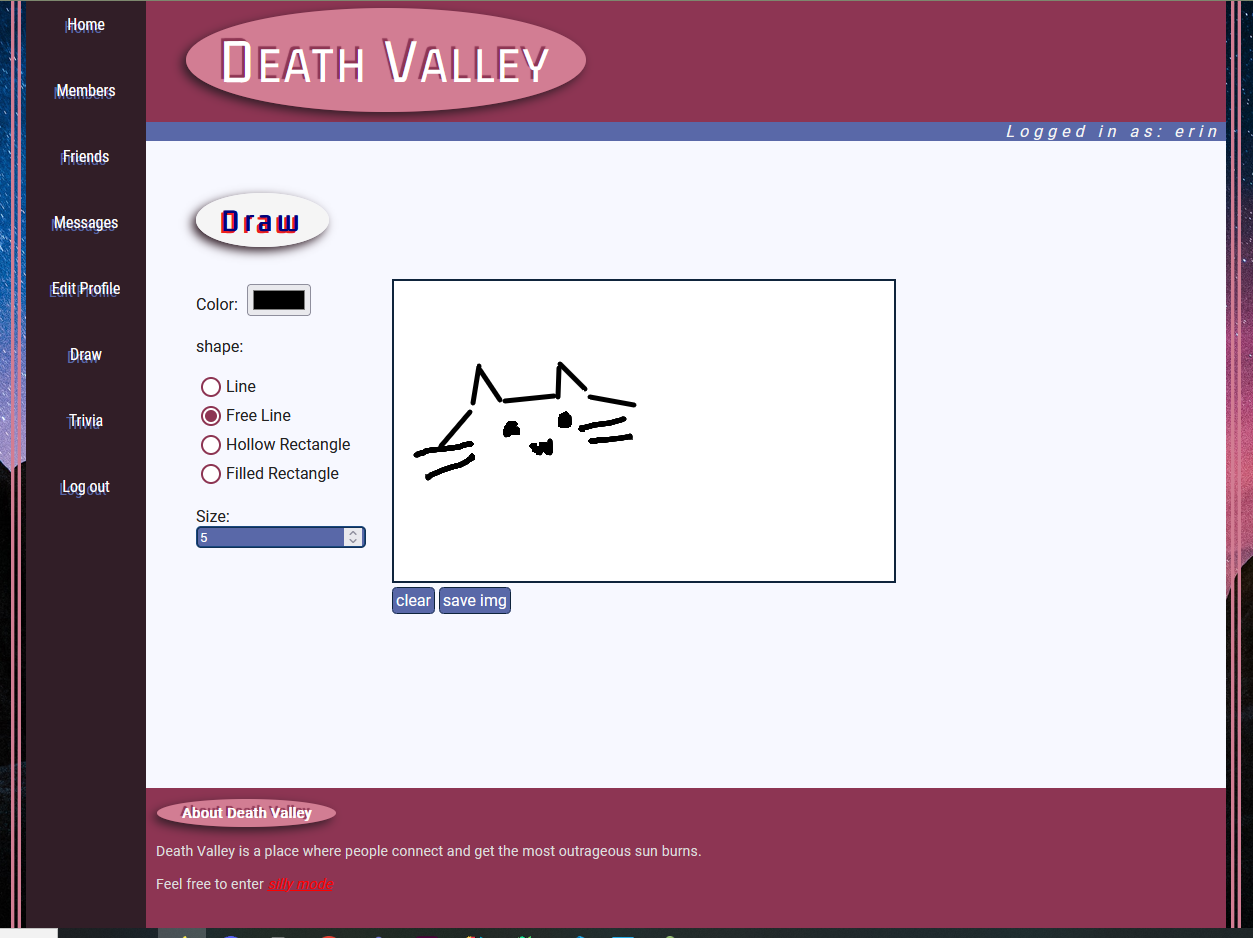 Home
Members
Friends
Messages
Edit Profile
Draw
Trivia
Log out
Death Valley
Logged in as: erin
Draw
Color:
shape:
Line
Free Line
Hollow Rectangle
Filled Rectangle
Size:
5
clear save img
About Death Valley
Death Valley is a place where people connect and get the most outrageous sun burns.
Feel free to enter silly mode